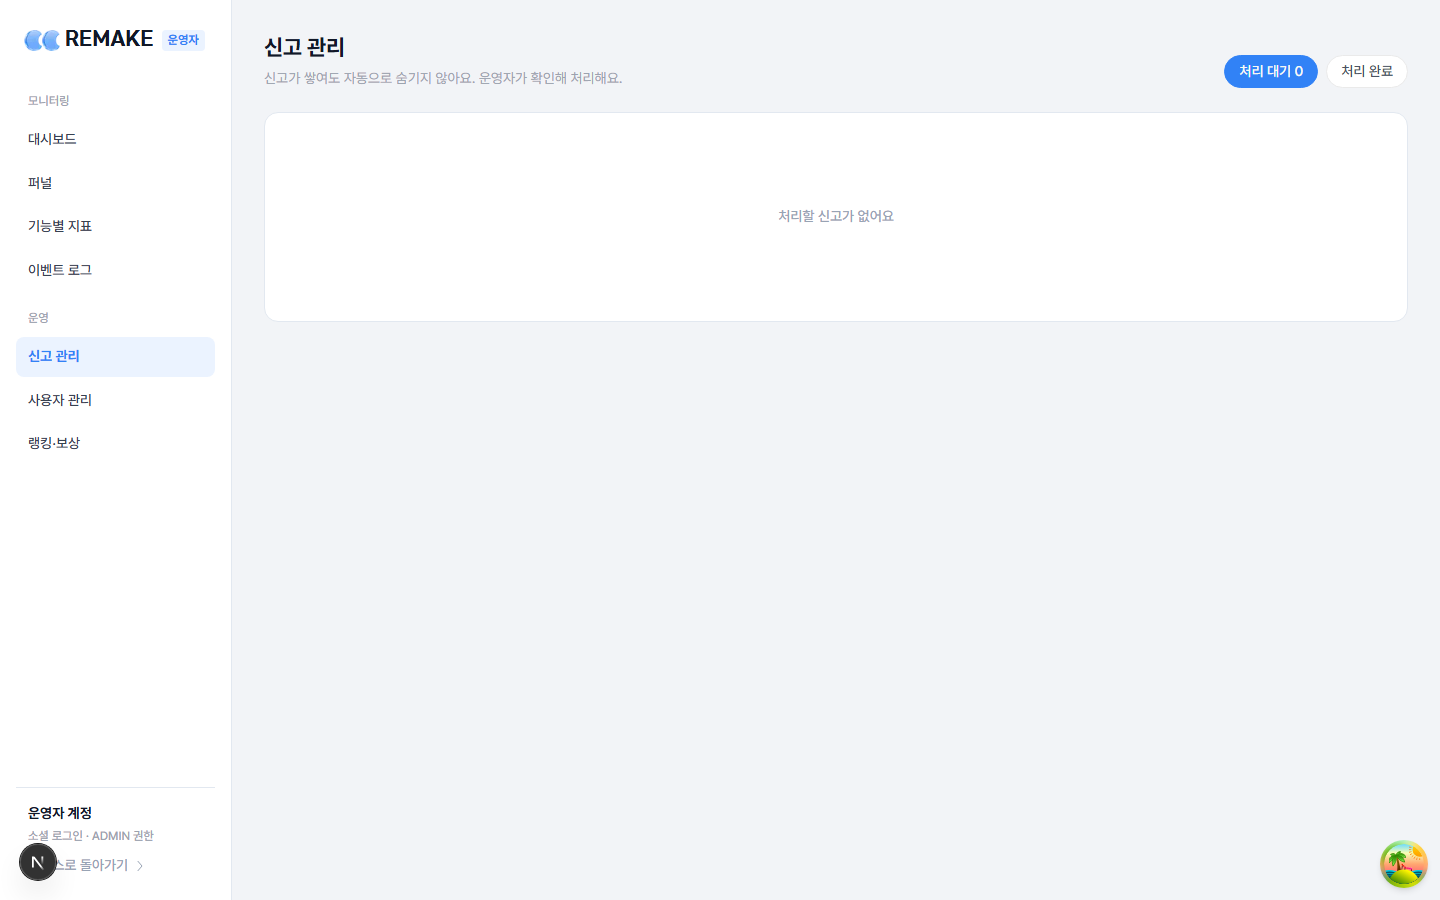 REMAKE 운영자
모니터링
대시보드
퍼널
기능별 지표
이벤트 로그
운영
신고 관리
사용자 관리
랭킹·보상
운영자 계정
소셜 로그인 · ADMIN 권한
스로 돌아가기
N
신고 관리
신고가 쌓여도 자동으로 숨기지 않아요. 운영자가 확인해 처리해요.
처리 대기 0
처리 완료
처리할 신고가 없어요